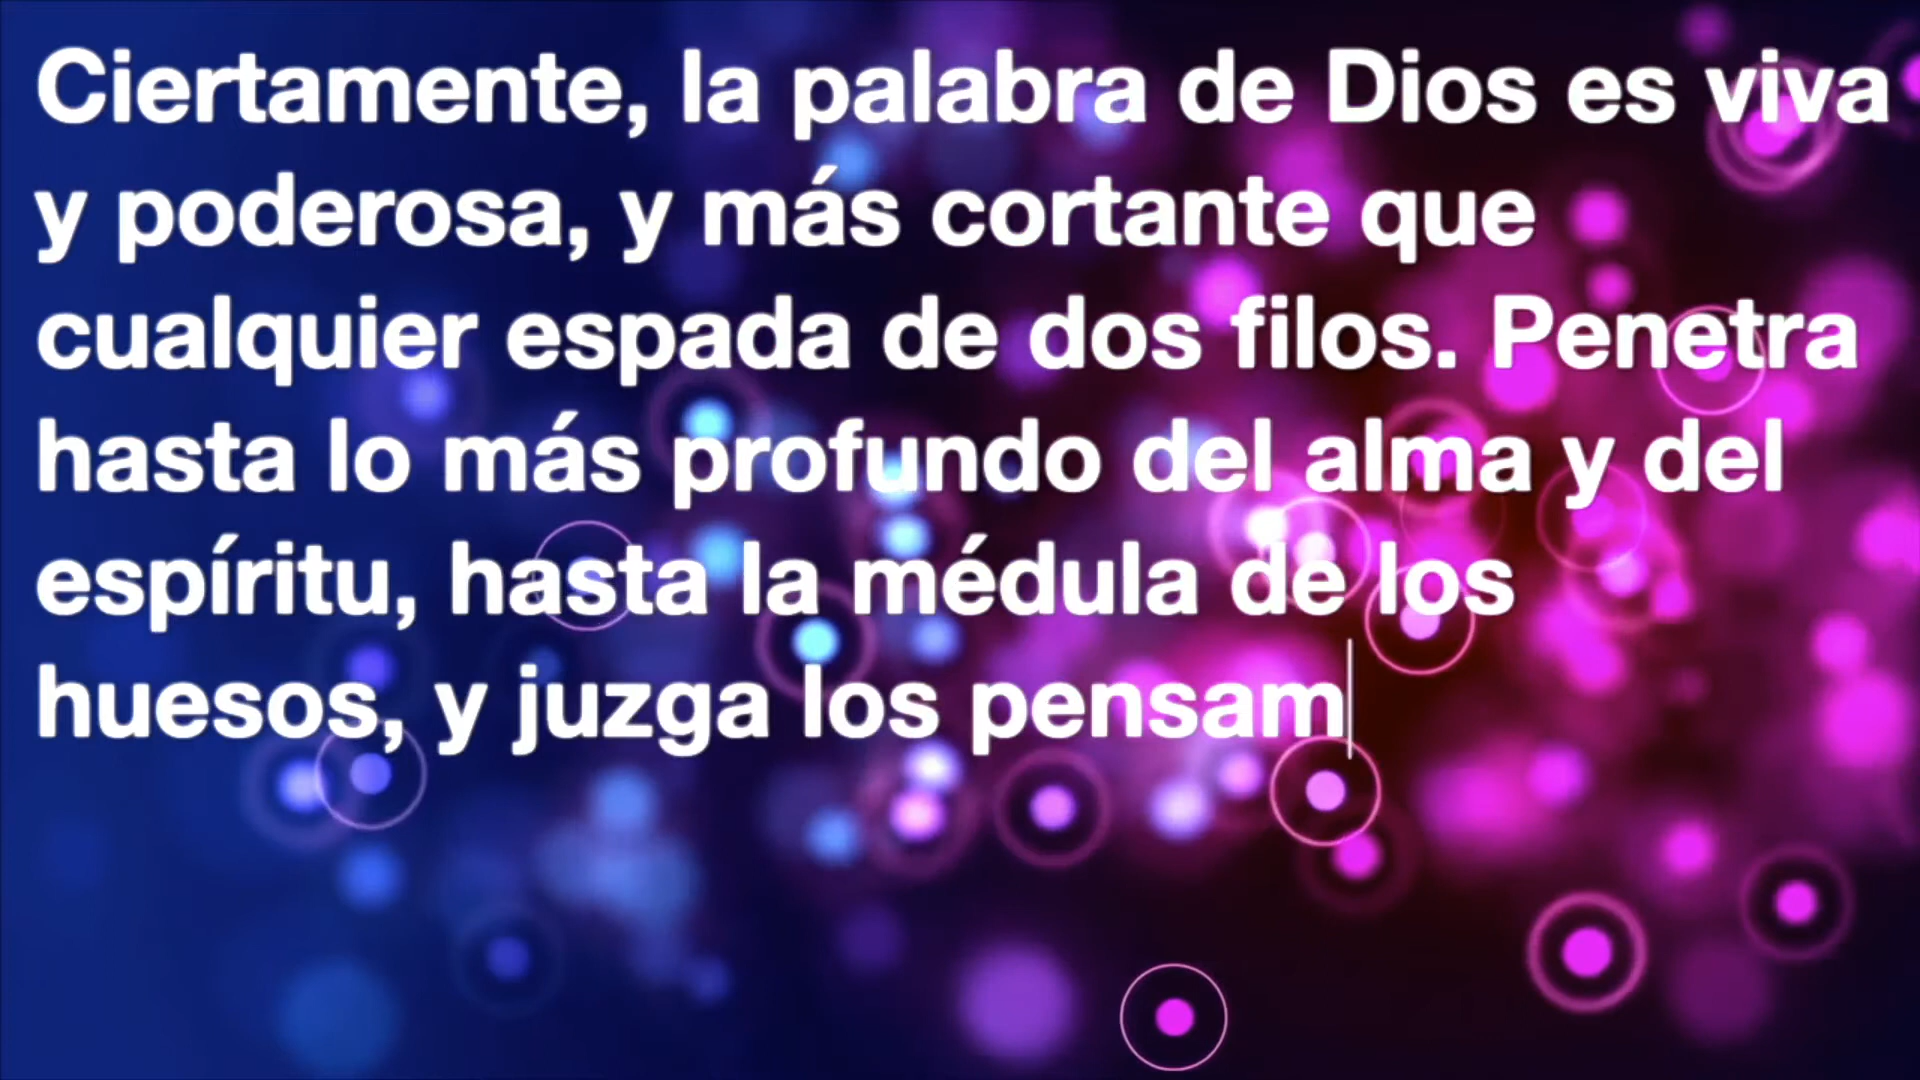 Ciertamente, la palabra de Dios es viva
y poderosa, y más cortante que
cualquier espada de dos filos. Penetra
hasta lo más profundo del alma y del
espíritu, hasta la médula de los
huesos, y juzga los pensam